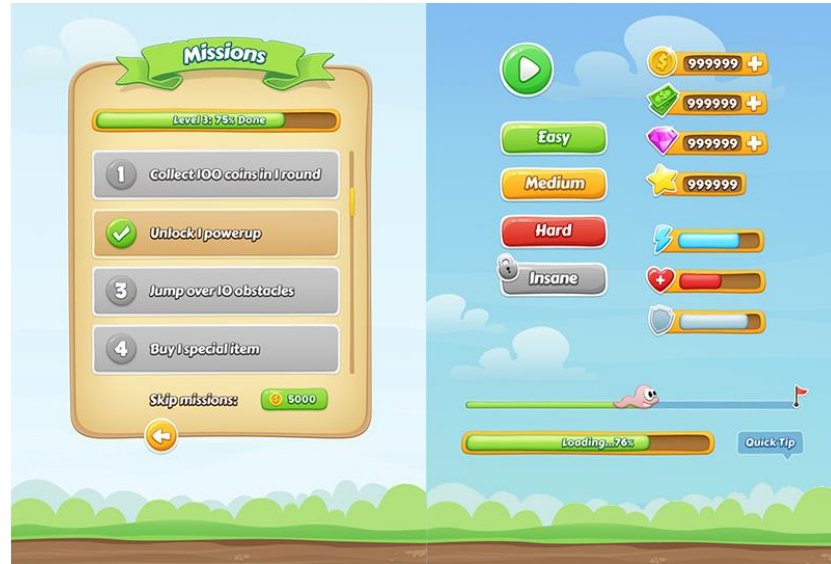 Missions
Level 3: 75% Done
1 Collect 100 coins in 1 round
Unlock 1 powerup
3 Jump over 10 obstacles
4 Buy 1 special item
Skip missions: 5000
999999
999999
Easy
999999
Medium
999999
Hard
Insane
Loading...76%
Quick Tip